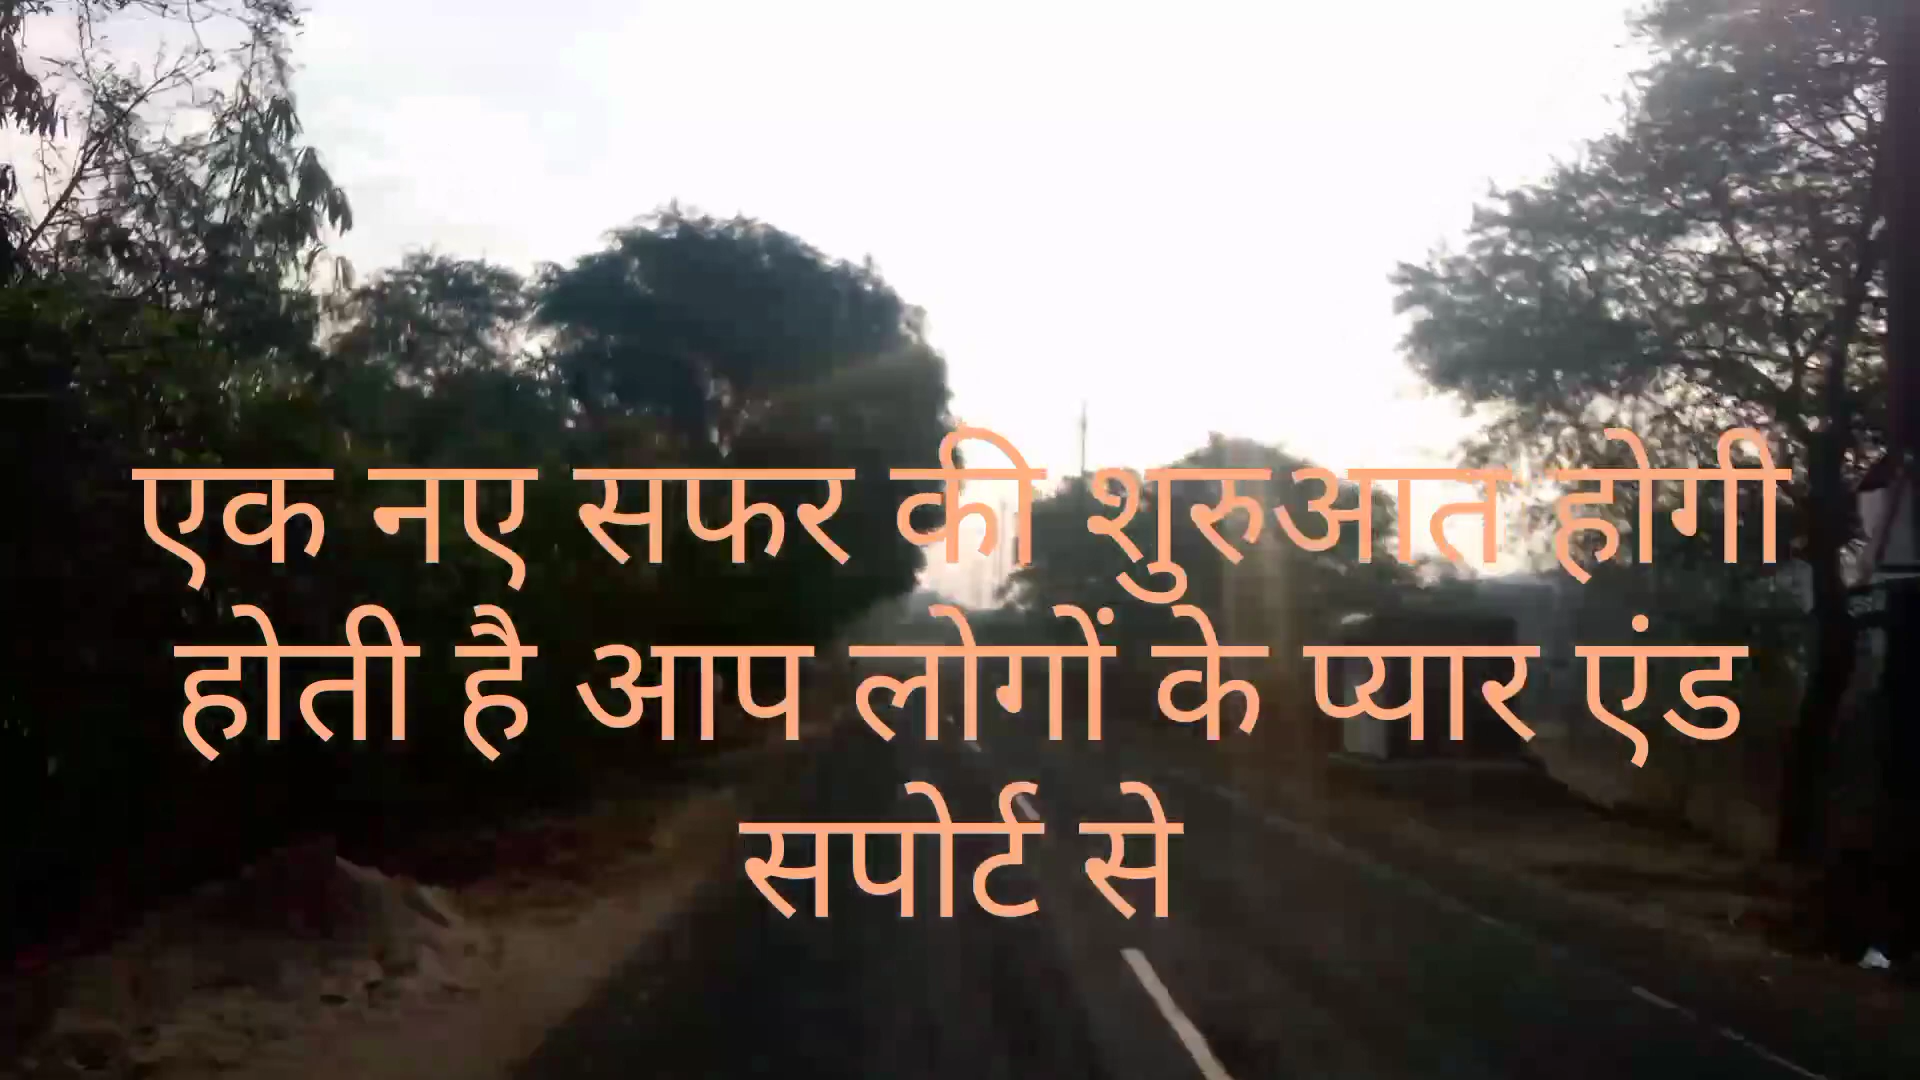 एक नए सफर की शुरुआत होगी
होती है आप लोगों के प्यार एंड
सपोर्ट से